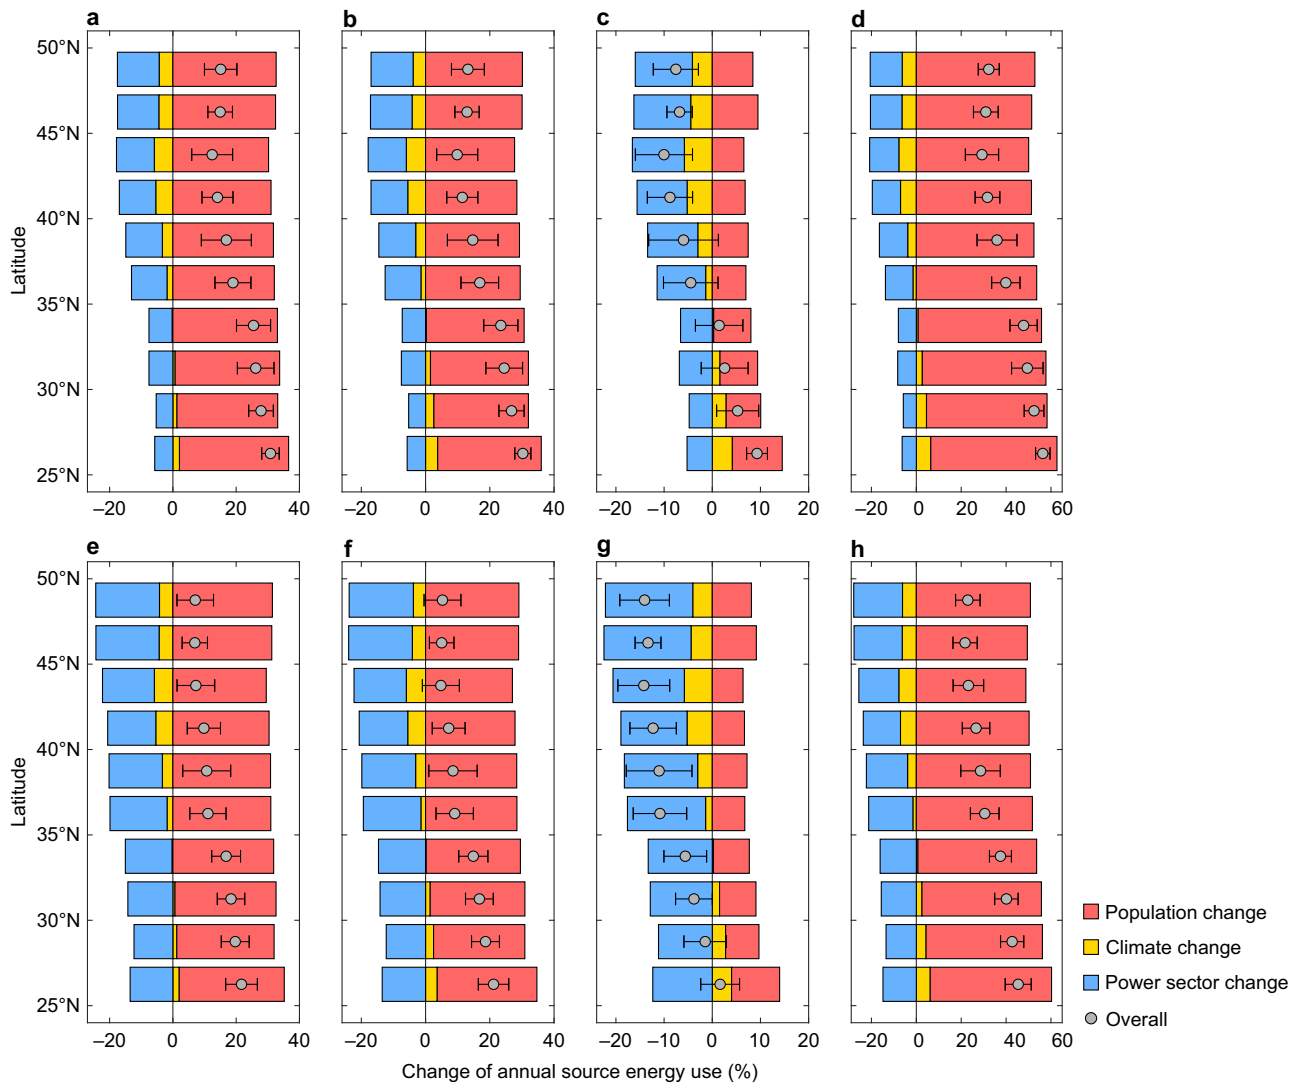 a
b
c
d
50°N
45°N
40°N
35°N
30°N
25°N
Latitude
−20 0 20 40
−20 0 20 40
−20 −10 0 10 20
−20 0 20 40 60
e
f
g
h
50°N
45°N
40°N
35°N
30°N
25°N
Latitude
−20 0 20 40
−20 0 20 40
−20 −10 0 10 20
−20 0 20 40 60
Change of annual source energy use (%)
Population change
Climate change
Power sector change
Overall